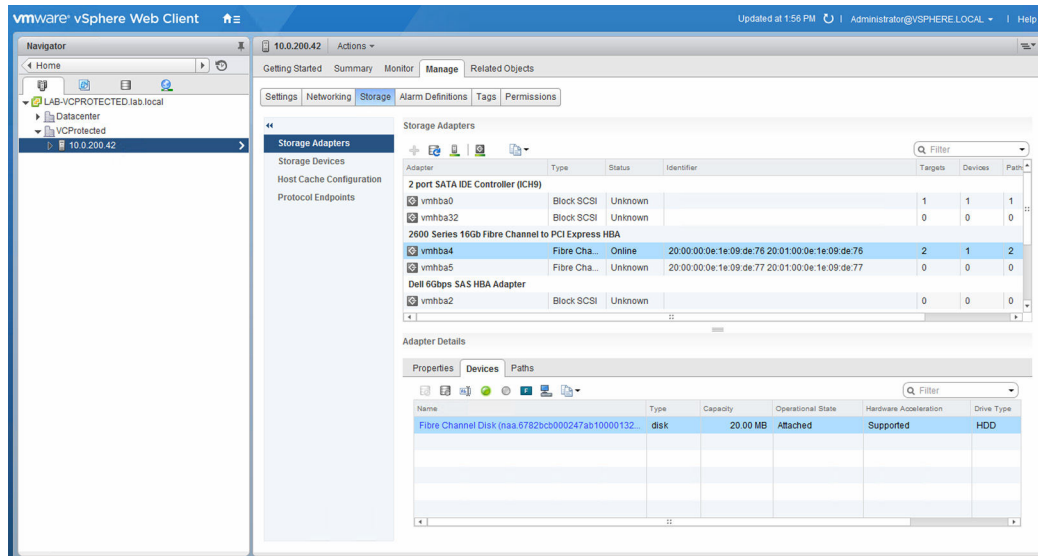 vmware® vSphere Web Client
Updated at 1:56 PM | Administrator@VSPHERE.LOCAL | Help
Navigator
Home
LAB-VCPROTECTED.lab.local
Datacenter
VCProtected
10.0.200.42
10.0.200.42 Actions
Getting Started Summary Monitor Manage Related Objects
Settings Networking Storage Alarm Definitions Tags Permissions
Storage Adapters
Storage Devices
Host Cache Configuration
Protocol Endpoints
Storage Adapters
Filter
Adapter Type Status Identifier Targets Devices Path
2 port SATA IDE Controller (ICH9)
vmhba0 Block SCSI Unknown 1 1 1
vmhba32 Block SCSI Unknown 0 0 0
2600 Series 16Gb Fibre Channel to PCI Express HBA
vmhba4 Fibre Cha... Online 20:00:00:0e:1e:09:de:76 20:01:00:0e:1e:09:de:76 2 1 2
vmhba5 Fibre Cha... Unknown 20:00:00:0e:1e:09:de:77 20:01:00:0e:1e:09:de:77 0 0 0
Dell 6Gbps SAS HBA Adapter
vmhba2 Block SCSI Unknown 0 0 0
Adapter Details
Properties Devices Paths
Filter
Name Type Capacity Operational State Hardware Acceleration Drive Type
Fibre Channel Disk (naa.6782bcb000247ab10000132... disk 20.00 MB Attached Supported HDD